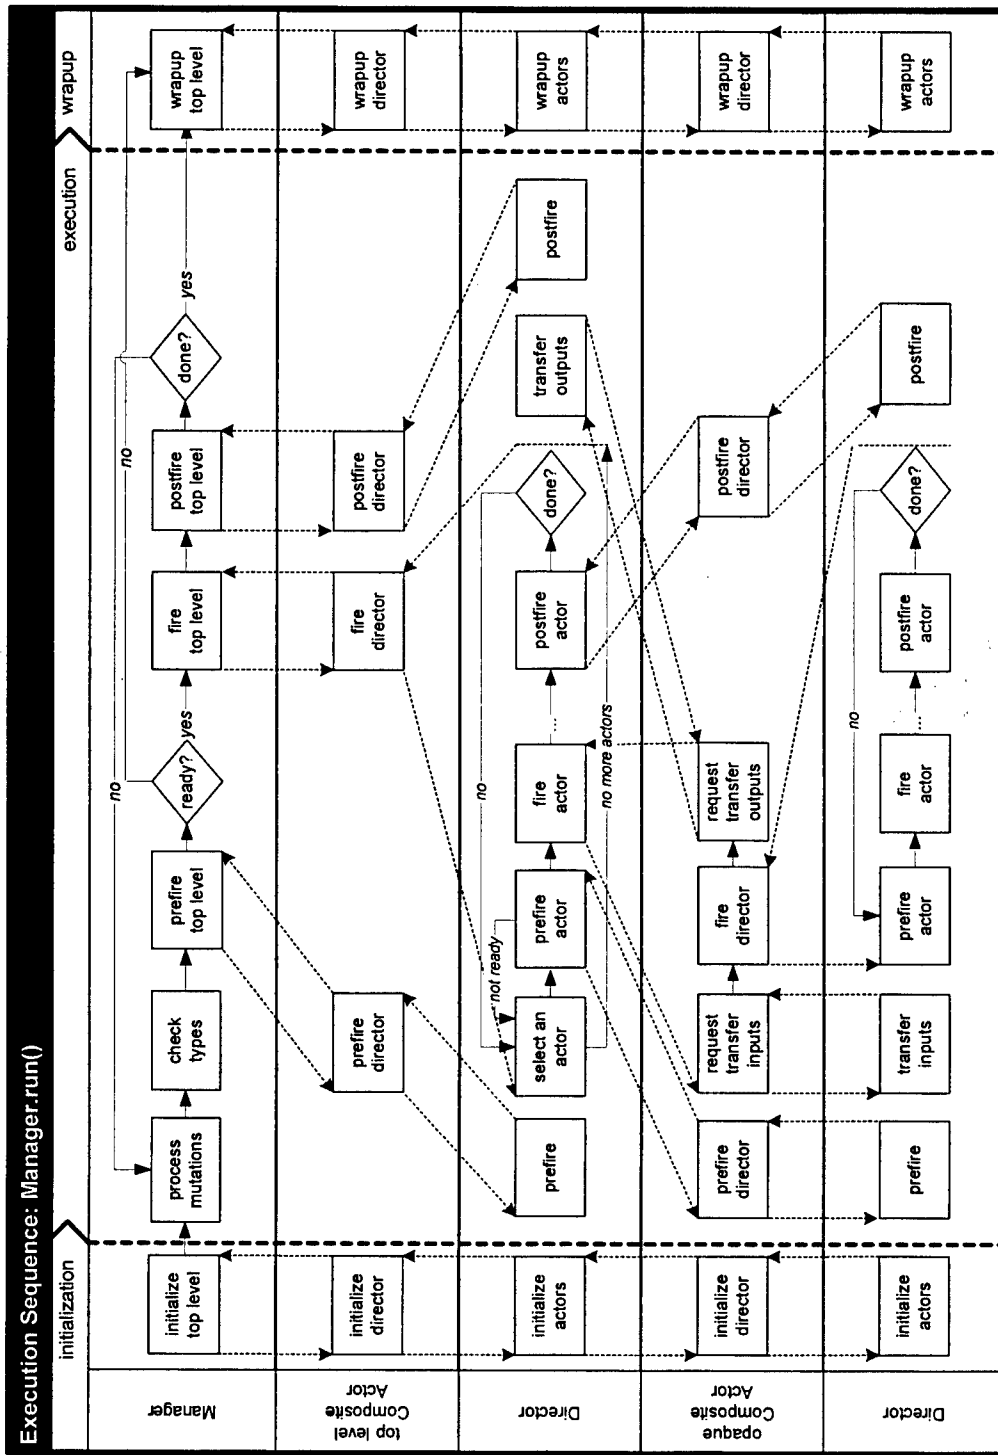 Execution Sequence: Manager.run()
initialization
execution
wrapup
Manager
initialize
top level
process
mutations
check
types
prefire
top level
ready?
yes
no
fire
top level
postfire
top level
done?
yes
no
wrapup
top level
top level
Composite
Actor
initialize
director
prefire
director
fire
director
postfire
director
wrapup
director
Director
initialize
actors
prefire
select an
actor
not ready
prefire
actor
fire
actor
...
postfire
actor
done?
no
no more actors
transfer
outputs
postfire
wrapup
actors
opaque
Composite
Actor
initialize
director
prefire
director
request
transfer
inputs
fire
director
request
transfer
outputs
postfire
director
wrapup
director
Director
initialize
actors
prefire
transfer
inputs
prefire
actor
fire
actor
...
postfire
actor
done?
no
postfire
wrapup
actors